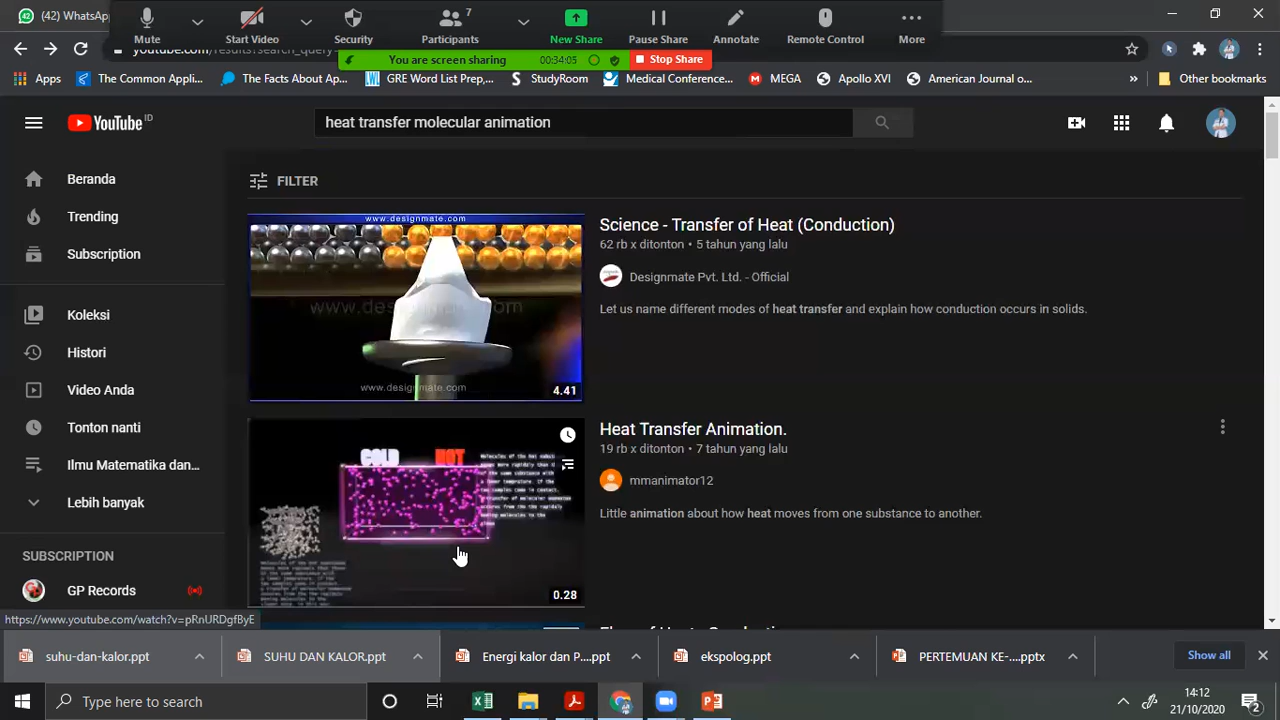 (42) WhatsApp
Mute
Start Video
Security
7
Participants
New Share
Pause Share
Annotate
Remote Control
More
youtube.com/results?search_query
You are screen sharing
00:34:05
Stop Share
Apps
The Common Appli...
The Facts About Ap...
GRE Word List Prep,...
StudyRoom
Medical Conference...
MEGA
Apollo XVI
American Journal o...
»
Other bookmarks
YouTube ID
heat transfer molecular animation
Beranda
Trending
Subscription
Koleksi
Histori
Video Anda
Tonton nanti
Ilmu Matematika dan...
Lebih banyak
SUBSCRIPTION
Records
FILTER
www.designmate.com
www.designmate.com
www.designmate.com
4.41
Science - Transfer of Heat (Conduction)
62 rb x ditonton • 5 tahun yang lalu
Designmate Pvt. Ltd. - Official
Let us name different modes of heat transfer and explain how conduction occurs in solids.
COLD
HOT
0.28
Heat Transfer Animation.
19 rb x ditonton • 7 tahun yang lalu
mmanimator12
Little animation about how heat moves from one substance to another.
https://www.youtube.com/watch?v=pRnURDgfByE
suhu-dan-kalor.ppt
SUHU DAN KALOR.ppt
Energi kalor dan P....ppt
ekspolog.ppt
PERTEMUAN KE-....pptx
Show all
Type here to search
14:12
21/10/2020
2